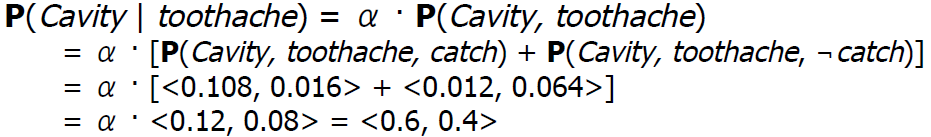 P(Cavity | toothache) = α · P(Cavity, toothache)
= α · [P(Cavity, toothache, catch) + P(Cavity, toothache, ¬ catch)]
= α · [<0.108, 0.016> + <0.012, 0.064>]
= α · <0.12, 0.08> = <0.6, 0.4>